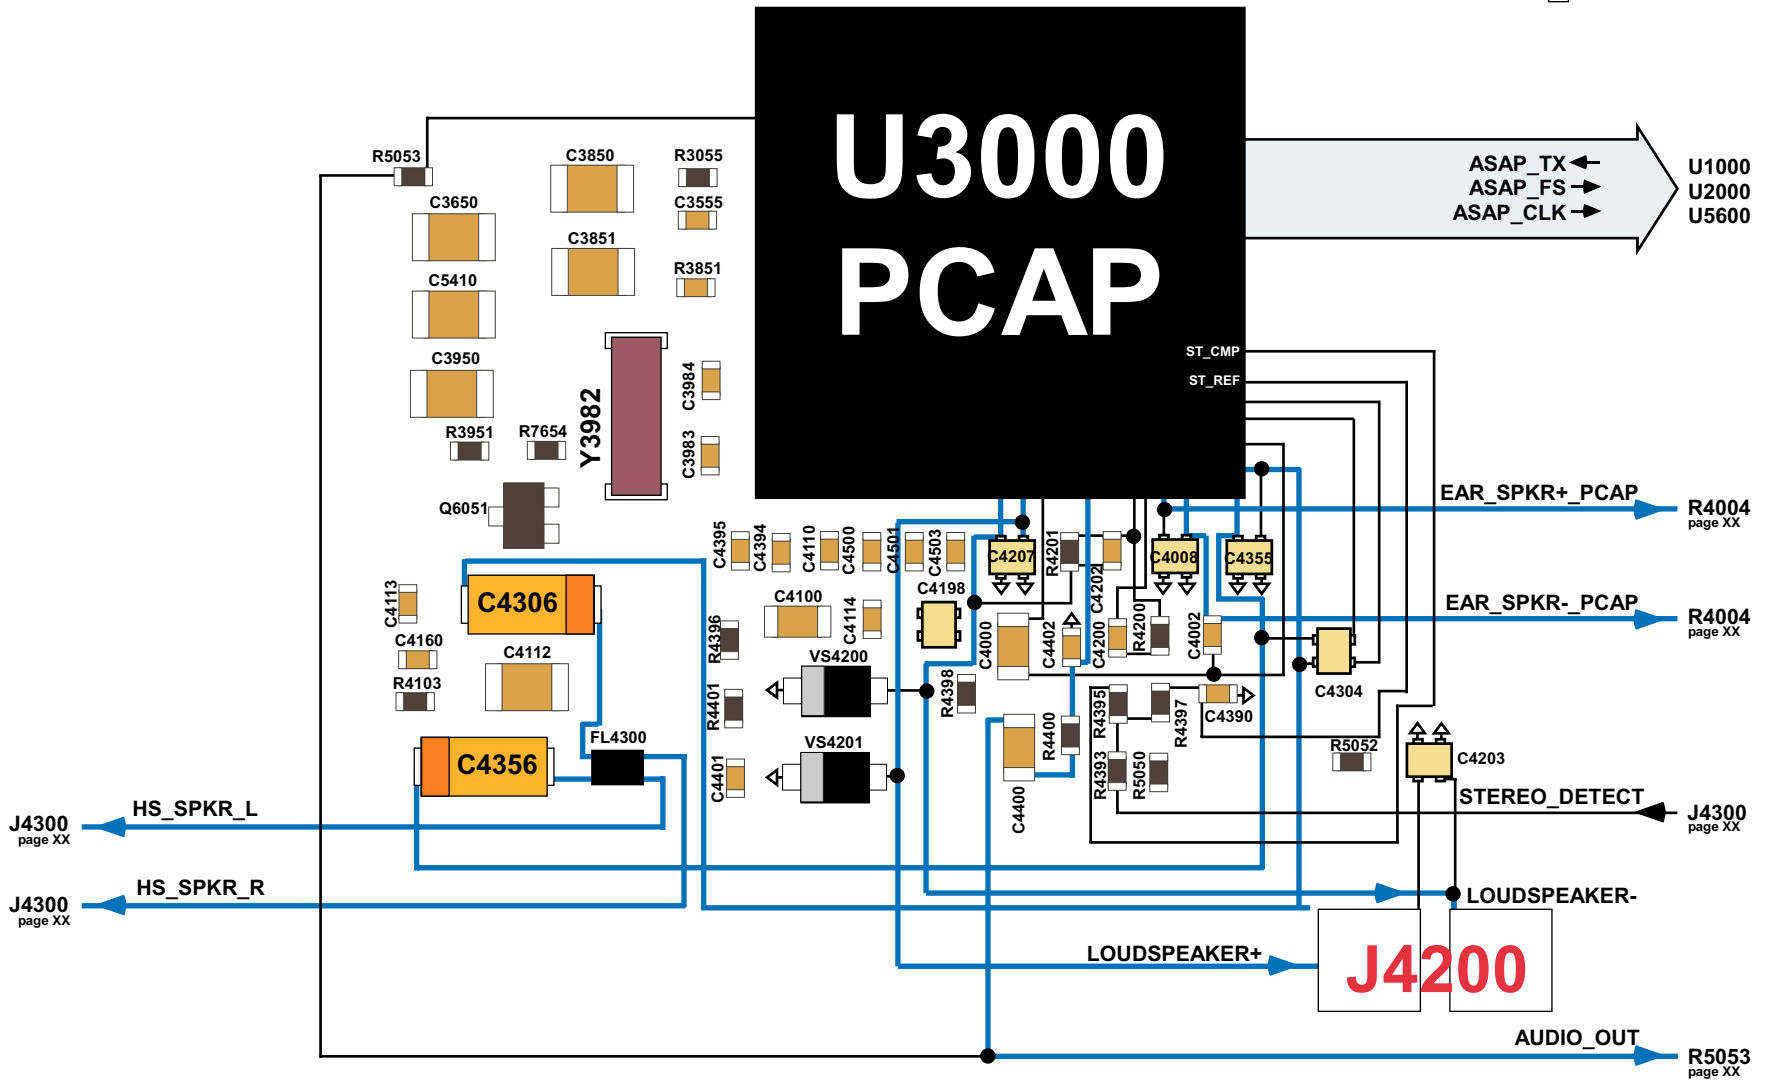 U3000
PCAP
ST_CMP
ST_REF
ASAP_TX
ASAP_FS
ASAP_CLK
U1000
U2000
U5600
R5053
C3850
R3055
C3650
C3555
C3851
R3851
C5410
C3950
C3984
Y3982
C3983
R3951
R7654
Q6051
EAR_SPKR+_PCAP
R4004
page XX
C4395
C4394
C4110
C4500
C4501
C4503
C4207
R4201
C4202
C4008
C4355
C4306
C4113
C4198
C4100
C4114
R4396
C4000
C4402
C4200
R4200
C4002
EAR_SPKR-_PCAP
R4004
page XX
C4160
C4112
R4103
VS4200
R4401
R4398
R4395
R4397
C4390
C4304
FL4300
C4356
VS4201
C4401
R4400
C4400
R4393
R5050
R5052
C4203
HS_SPKR_L
J4300
page XX
STEREO_DETECT
J4300
page XX
HS_SPKR_R
J4300
page XX
LOUDSPEAKER-
LOUDSPEAKER+
J4200
AUDIO_OUT
R5053
page XX